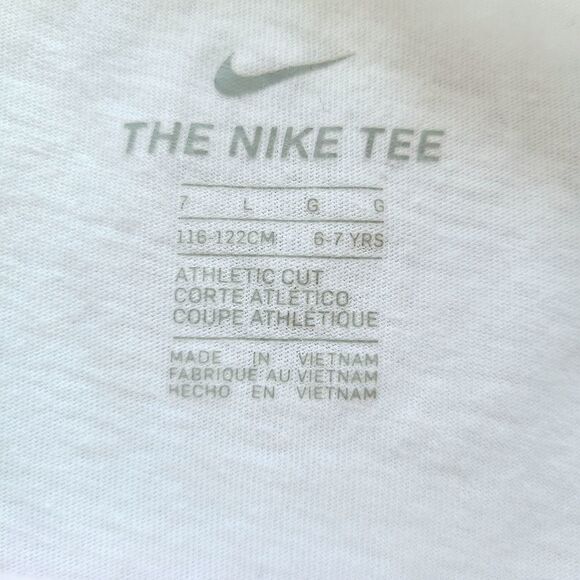 THE NIKE TEE
7 L G G
116-122CM 6-7 YRS
ATHLETIC CUT
CORTE ATLÉTICO
COUPE ATHLÉTIQUE
MADE IN VIETNAM
FABRIQUE AU VIETNAM
HECHO EN VIETNAM